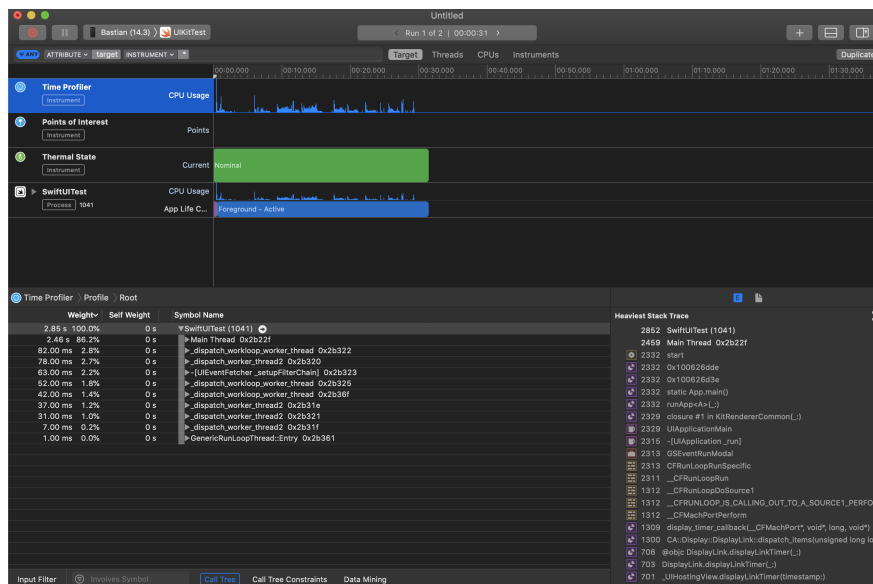 Untitled
Bastian (14.3) 〉 UIKitTest
Run 1 of 2 | 00:00:31
ANY ATTRIBUTE target INSTRUMENT *
Target Threads CPUs Instruments Duplicate
00:00.000 00:10.000 00:20.000 00:30.000 00:40.000 00:50.000 01:00.000 01:10.000 01:20.000 01:30.000
Time Profiler
Instrument
CPU Usage
Points of Interest
Instrument
Points
Thermal State
Instrument
Current
Nominal
SwiftUITest
Process 1041
CPU Usage
App Life C...
Foreground - Active
Time Profiler 〉 Profile 〉 Root
Weight Self Weight Symbol Name
2.85 s 100.0% 0 s SwiftUITest (1041)
2.46 s 86.2% 0 s Main Thread 0x2b22f
82.00 ms 2.8% 0 s _dispatch_workloop_worker_thread 0x2b322
78.00 ms 2.7% 0 s _dispatch_worker_thread2 0x2b320
63.00 ms 2.2% 0 s -[UIEventFetcher _setupFilterChain] 0x2b323
52.00 ms 1.8% 0 s _dispatch_workloop_worker_thread 0x2b325
42.00 ms 1.4% 0 s _dispatch_workloop_worker_thread 0x2b36f
37.00 ms 1.2% 0 s _dispatch_worker_thread2 0x2b31e
31.00 ms 1.0% 0 s _dispatch_worker_thread2 0x2b321
7.00 ms 0.2% 0 s _dispatch_worker_thread2 0x2b31f
1.00 ms 0.0% 0 s GenericRunLoopThread::Entry 0x2b361
Input Filter Involves Symbol Call Tree Call Tree Constraints Data Mining
E
Heaviest Stack Trace
2852 SwiftUITest (1041)
2459 Main Thread 0x2b22f
2332 start
2332 0x100626dde
2332 0x100626d3e
2332 static App.main()
2332 runApp<A>(_:)
2329 closure #1 in KitRendererCommon(_:)
2329 UIApplicationMain
2315 -[UIApplication _run]
2313 GSEventRunModal
2313 CFRunLoopRunSpecific
2311 __CFRunLoopRun
1312 __CFRunLoopDoSource1
1312 __CFRUNLOOP_IS_CALLING_OUT_TO_A_SOURCE1_PERFO
1312 __CFMachPortPerform
1309 display_timer_callback(__CFMachPort*, void*, long, void*)
1300 CA::Display::DisplayLink::dispatch_items(unsigned long lo
706 @objc DisplayLink.displayLinkTimer(_:)
703 DisplayLink.displayLinkTimer(_:)
701 _UIHostingView.displayLinkTimer(timestamp:)